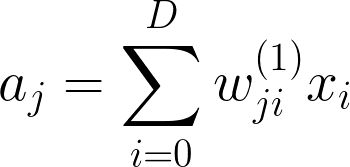 a_j = \sum_{i=0}^{D} w_{ji}^{(1)} x_i